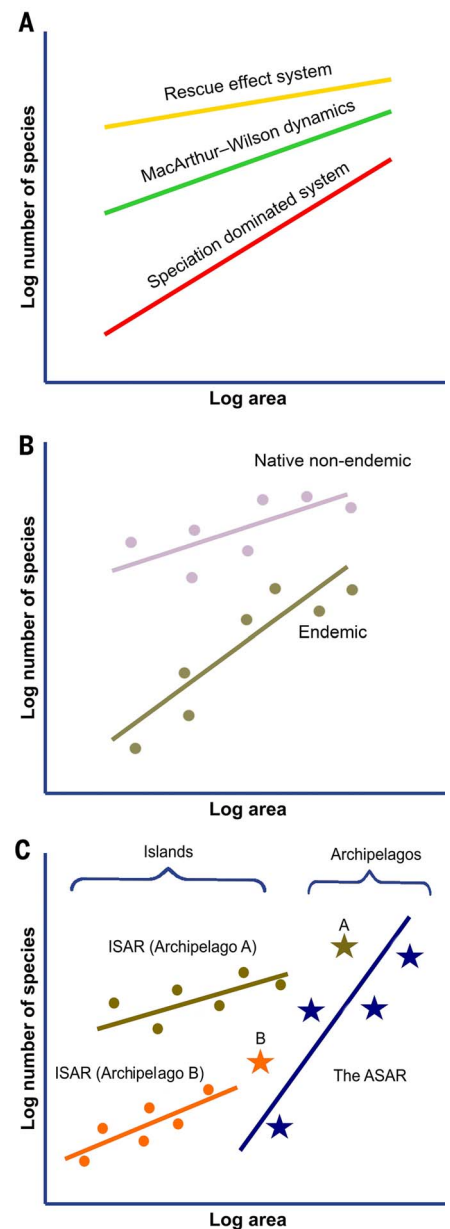 A
Rescue effect system
MacArthur–Wilson dynamics
Speciation dominated system
Log number of species
Log area
B
Native non-endemic
Endemic
Log number of species
Log area
C
Islands
Archipelagos
A
ISAR (Archipelago A)
B
ISAR (Archipelago B)
The ASAR
Log number of species
Log area